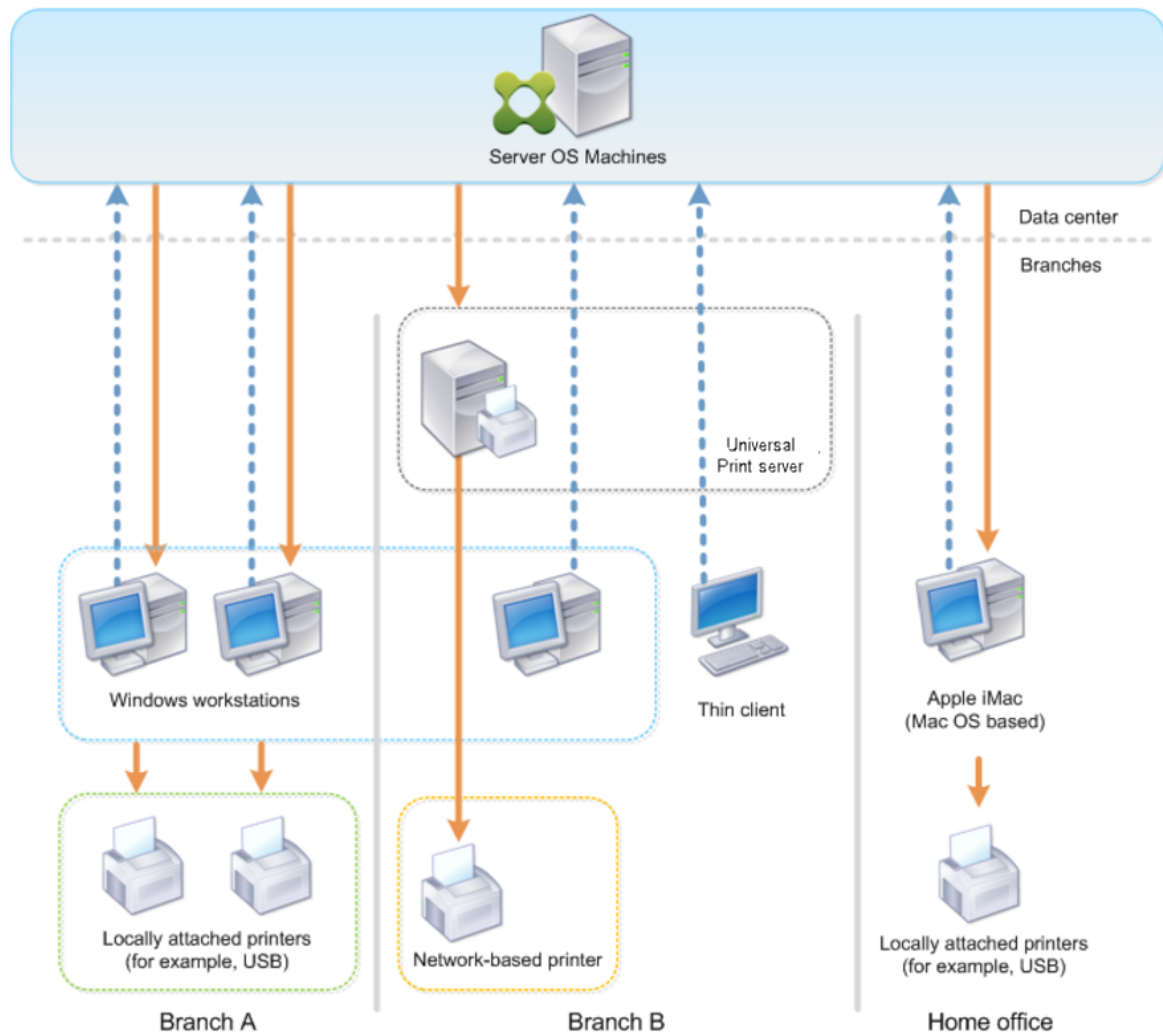 Server OS Machines
Data center
Branches
Universal
Print server
Windows workstations
Thin client
Apple iMac
(Mac OS based)
Locally attached printers
(for example, USB)
Network-based printer
Locally attached printers
(for example, USB)
Branch A
Branch B
Home office